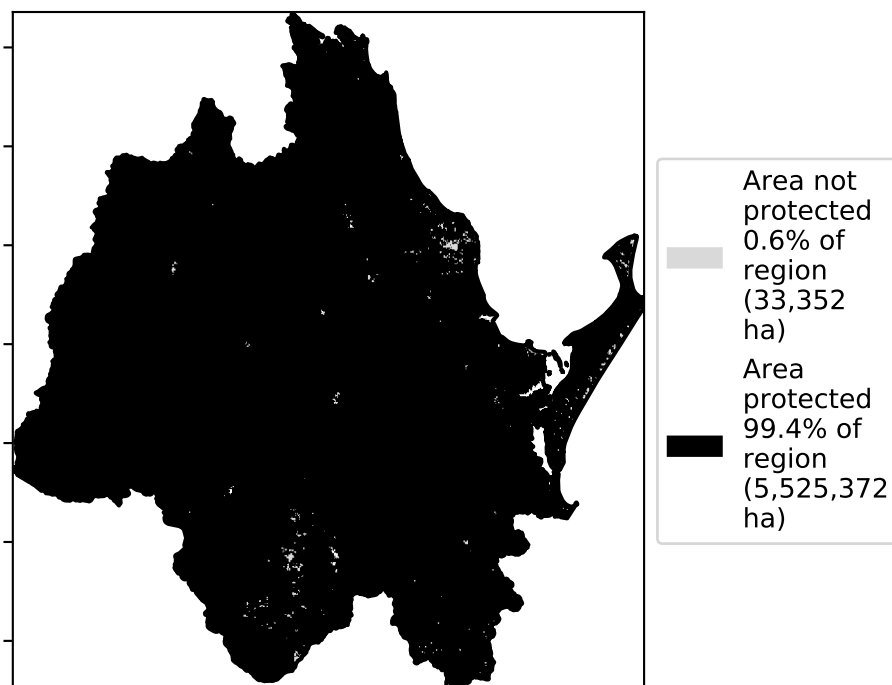 Area not
protected
0.6% of
region
(33,352
ha)
Area
protected
99.4% of
region
(5,525,372
ha)